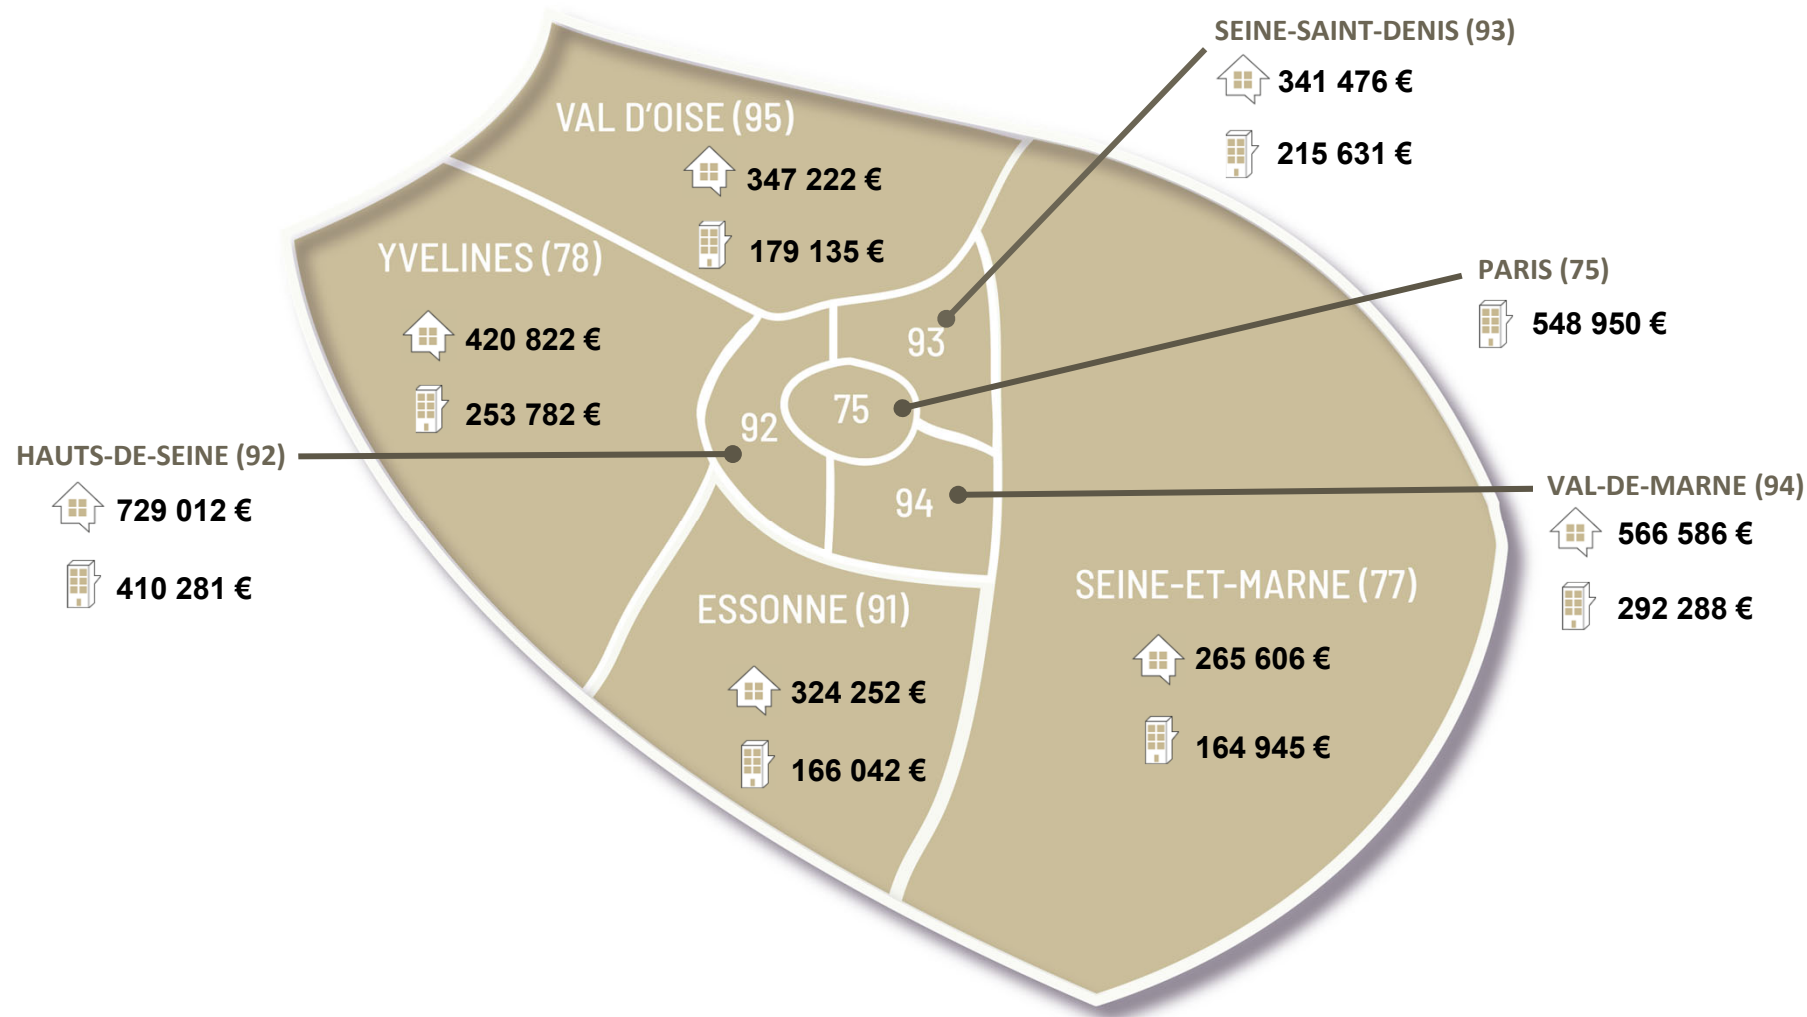 SEINE-SAINT-DENIS (93)
341 476 €
215 631 €
VAL D'OISE (95)
347 222 €
179 135 €
YVELINES (78)
420 822 €
253 782 €
PARIS (75)
548 950 €
93
75
92
94
HAUTS-DE-SEINE (92)
729 012 €
410 281 €
VAL-DE-MARNE (94)
566 586 €
292 288 €
ESSONNE (91)
324 252 €
166 042 €
SEINE-ET-MARNE (77)
265 606 €
164 945 €